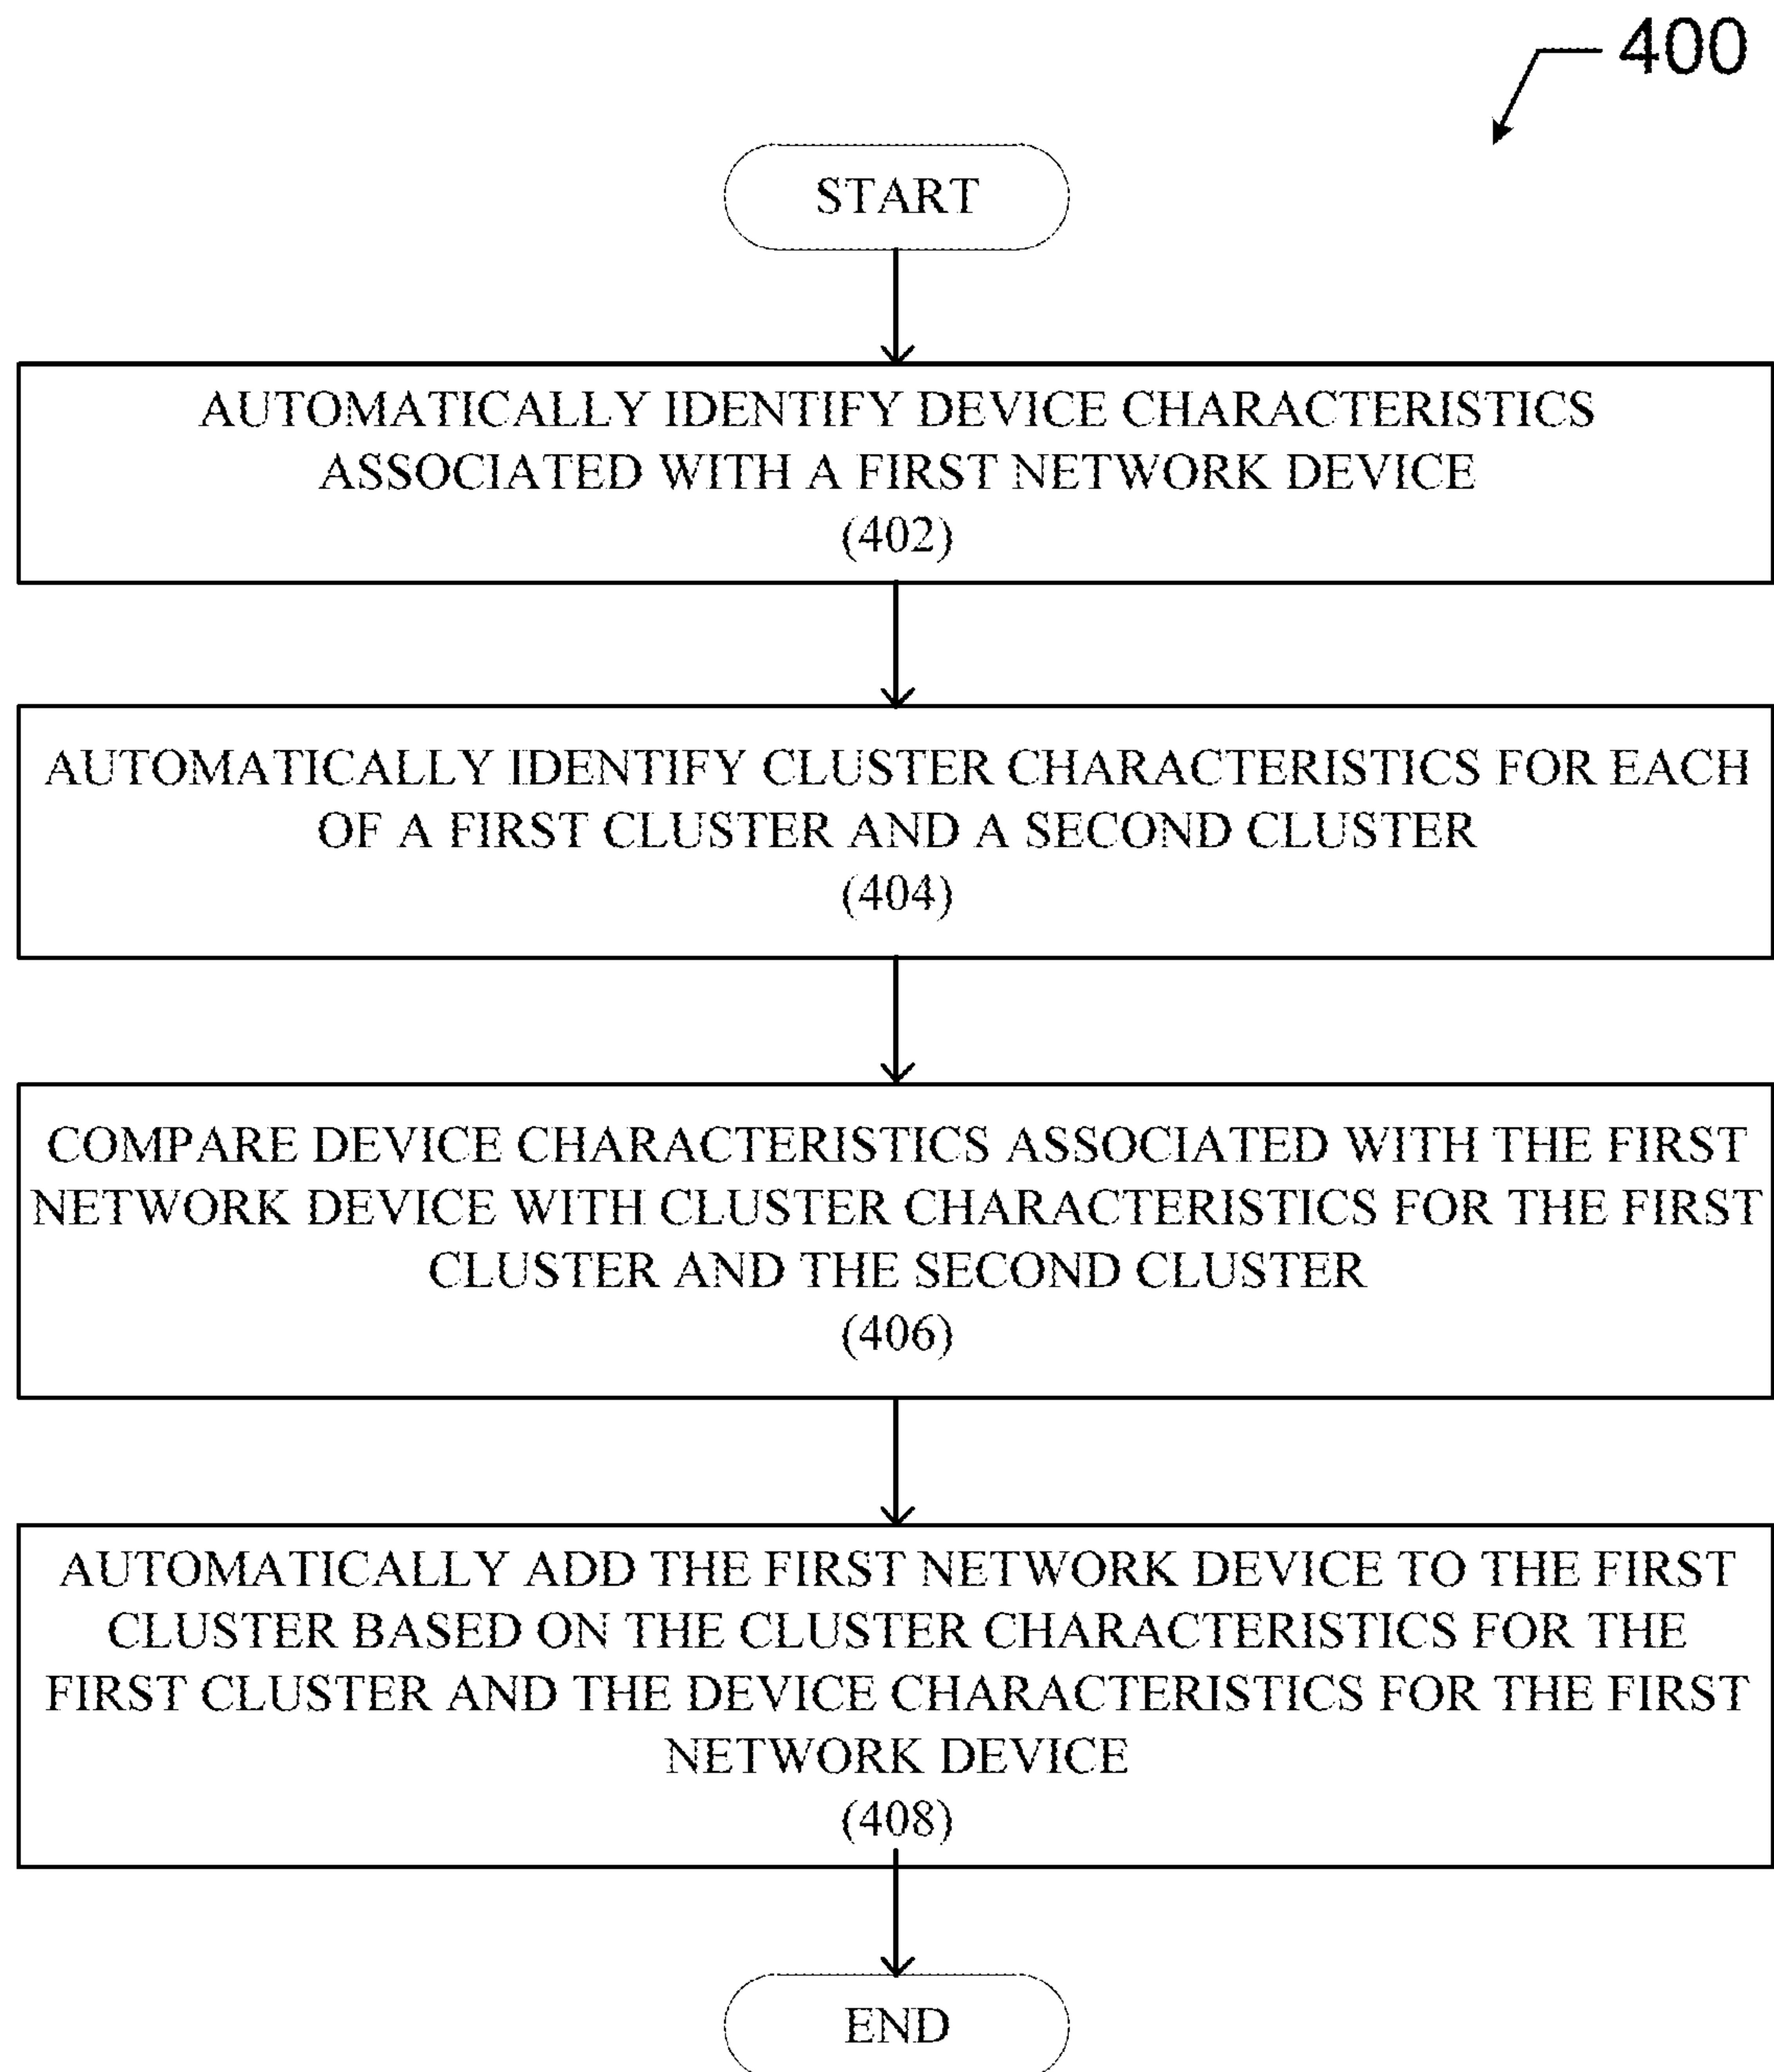 400
START
AUTOMATICALLY IDENTIFY DEVICE CHARACTERISTICS
ASSOCIATED WITH A FIRST NETWORK DEVICE
(402)
AUTOMATICALLY IDENTIFY CLUSTER CHARACTERISTICS FOR EACH
OF A FIRST CLUSTER AND A SECOND CLUSTER
(404)
COMPARE DEVICE CHARACTERISTICS ASSOCIATED WITH THE FIRST
NETWORK DEVICE WITH CLUSTER CHARACTERISTICS FOR THE FIRST
CLUSTER AND THE SECOND CLUSTER
(406)
AUTOMATICALLY ADD THE FIRST NETWORK DEVICE TO THE FIRST
CLUSTER BASED ON THE CLUSTER CHARACTERISTICS FOR THE
FIRST CLUSTER AND THE DEVICE CHARACTERISTICS FOR THE FIRST
NETWORK DEVICE
(408)
END